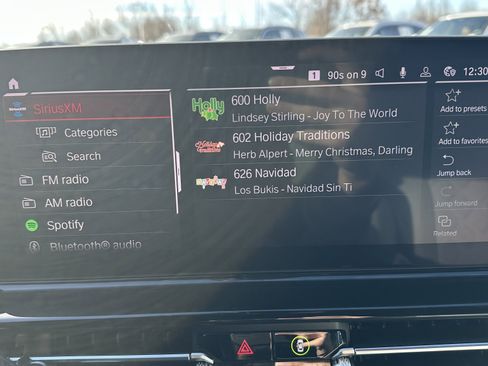 1 90s on 9 12:30
SiriusXM
Categories
Search
FM radio
AM radio
Spotify
Bluetooth® audio
Holly
600 Holly
Lindsey Stirling - Joy To The World
602 Holiday Traditions
Herb Alpert - Merry Christmas, Darling
626 Navidad
Los Bukis - Navidad Sin Ti
Add to presets
Add to favorites
Jump back
Jump forward
Related